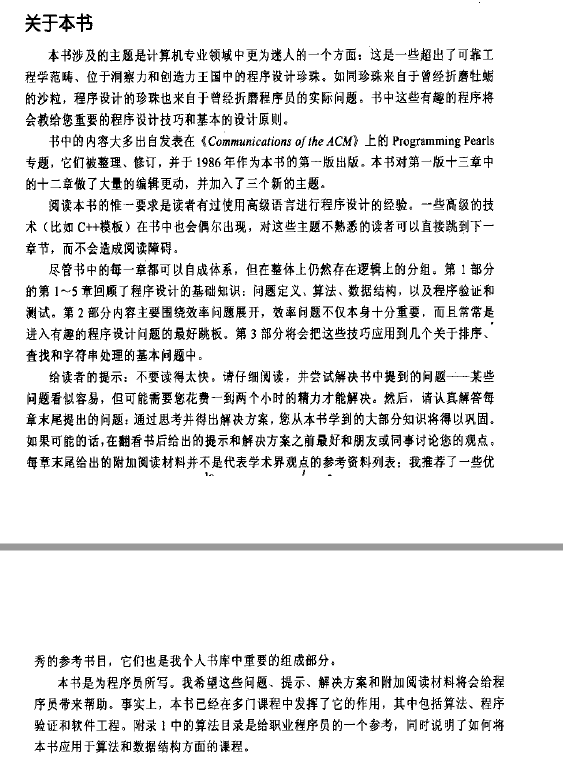 关于本书
本书涉及的主题是计算机专业领域中更为迷人的一个方面：这是一些超出了可靠工
程学范畴、位于洞察力和创造力王国中的程序设计珍珠。如同珍珠来自于曾经折磨牡蛎
的沙粒，程序设计的珍珠也来自于曾经折磨程序员的实际问题。书中这些有趣的程序将
会教给您重要的程序设计技巧和基本的设计原则。
书中的内容大多出自发表在《Communications of the ACM》上的 Programming Pearls
专题，它们被整理、修订，并于 1986 年作为本书的第一版出版。本书对第一版十三章中
的十二章做了大量的编辑更动，并加入了三个新的主题。
阅读本书的惟一要求是读者有过使用高级语言进行程序设计的经验。一些高级的技
术（比如 C++模板）在书中也会偶尔出现，对这些主题不熟悉的读者可以直接跳到下一
章节，而不会造成阅读障碍。
尽管书中的每一章都可以自成体系，但在整体上仍然存在逻辑上的分组。第 1 部分
的第 1～5 章回顾了程序设计的基础知识：问题定义、算法、数据结构，以及程序验证和
测试。第 2 部分内容主要围绕效率问题展开，效率问题不仅本身十分重要，而且常常是
进入有趣的程序设计问题的最好跳板。第 3 部分将会把这些技巧应用到几个关于排序、
查找和字符串处理的基本问题中。
给读者的提示：不要读得太快。请仔细阅读，并尝试解决书中提到的问题——某些
问题看似容易，但可能需要您花费一到两个小时的精力才能解决。然后，请认真解答每
章末尾提出的问题：通过思考并得出解决方案，您从本书学到的大部分知识将得以巩固。
如果可能的话，在翻看书后给出的提示和解决方案之前最好和朋友或同事讨论您的观点。
每章末尾给出的附加阅读材料并不是代表学术界观点的参考资料列表；我推荐了一些优
秀的参考书目，它们也是我个人书库中重要的组成部分。
本书是为程序员所写。我希望这些问题、提示、解决方案和附加阅读材料将会给程
序员带来帮助。事实上，本书已经在多门课程中发挥了它的作用，其中包括算法、程序
验证和软件工程。附录 1 中的算法目录是给职业程序员的一个参考，同时说明了如何将
本书应用于算法和数据结构方面的课程。